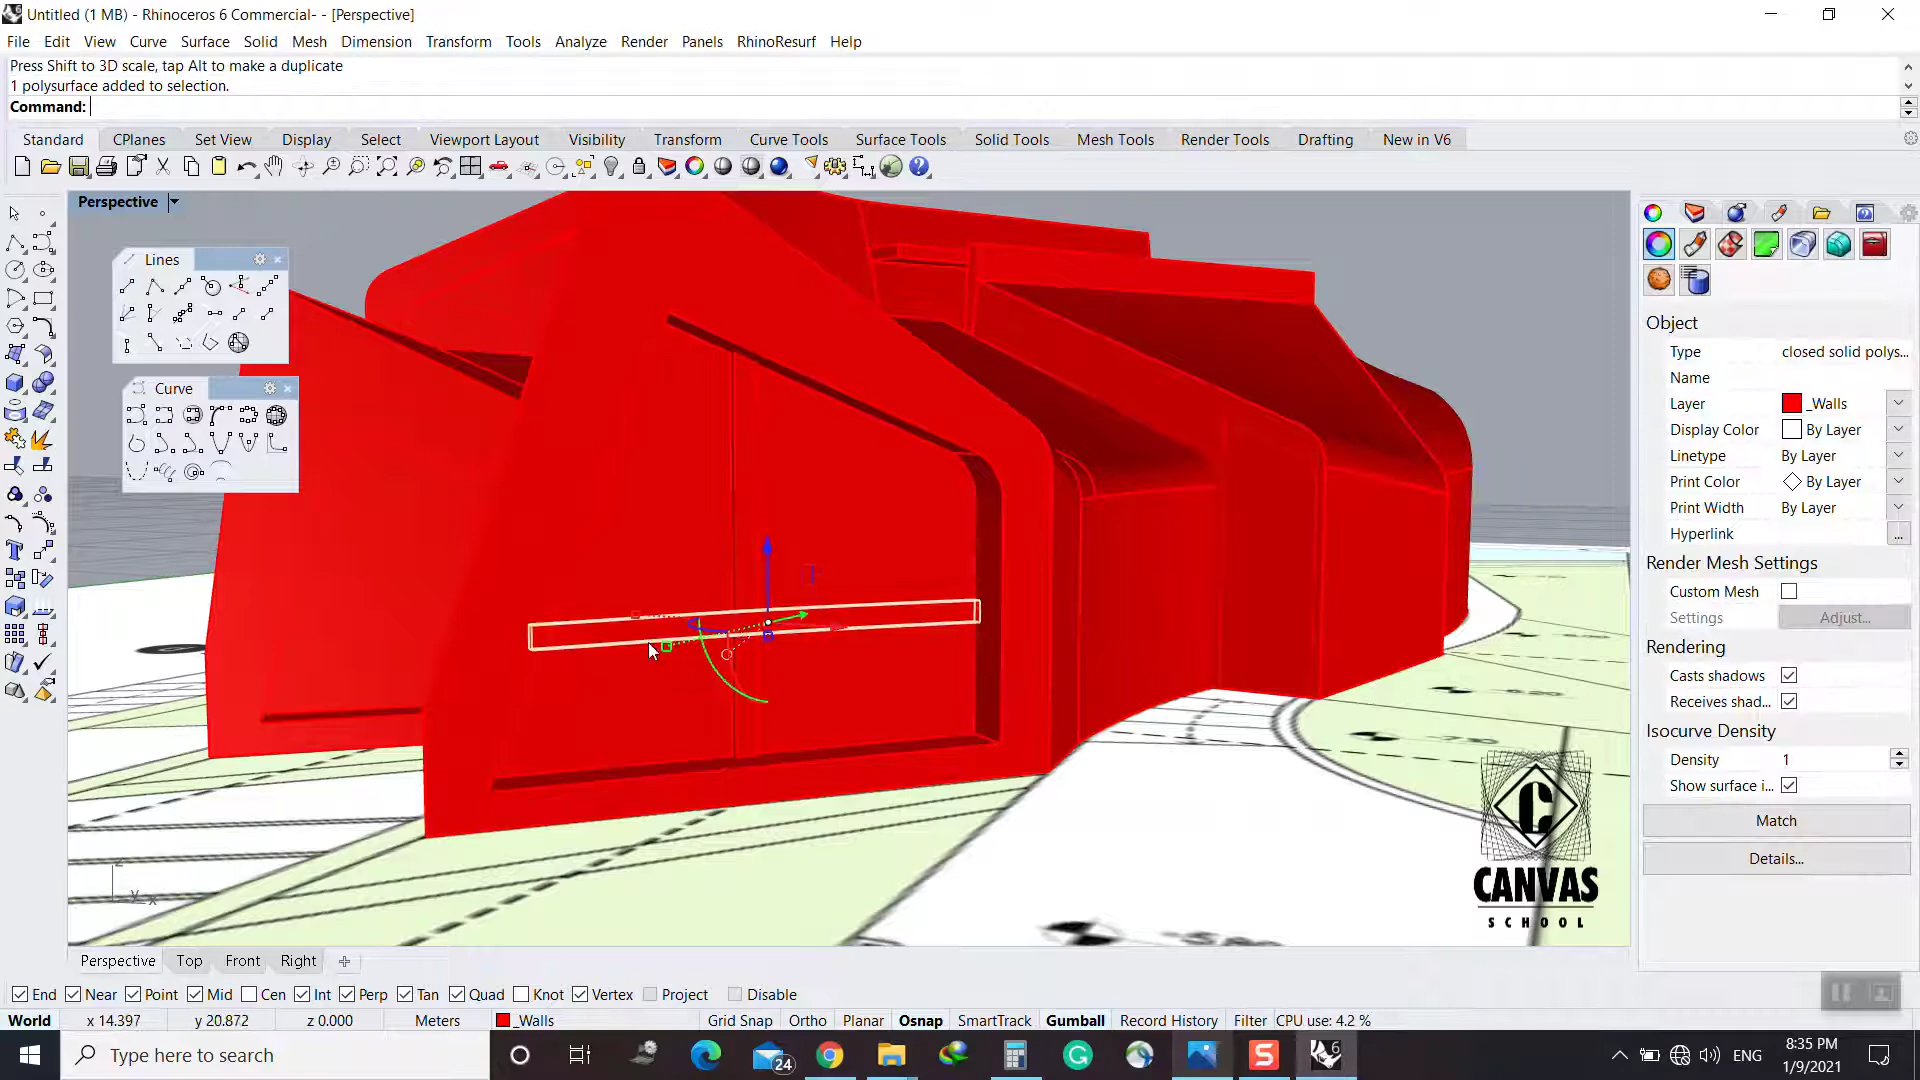 Untitled (1 MB) - Rhinoceros 6 Commercial- - [Perspective]
File Edit View Curve Surface Solid Mesh Dimension Transform Tools Analyze Render Panels RhinoResurf Help
Press Shift to 3D scale, tap Alt to make a duplicate
1 polysurface added to selection.
Command:
Standard CPlanes Set View Display Select Viewport Layout Visibility Transform Curve Tools Surface Tools Solid Tools Mesh Tools Render Tools Drafting New in V6
Perspective
Lines
Curve
Object
Type closed solid polys...
Name
Layer _Walls
Display Color By Layer
Linetype By Layer
Print Color By Layer
Print Width By Layer
Hyperlink ...
Render Mesh Settings
Custom Mesh
Settings Adjust...
Rendering
Casts shadows
Receives shad...
Isocurve Density
Density 1
Show surface i...
Match
Details...
CANVAS
SCHOOL
Perspective Top Front Right
End Near Point Mid Cen Int Perp Tan Quad Knot Vertex Project Disable
World x 14.397 y 20.872 z 0.000 Meters _Walls Grid Snap Ortho Planar Osnap SmartTrack Gumball Record History Filter CPU use: 4.2 %
Type here to search
24
ENG
8:35 PM
1/9/2021